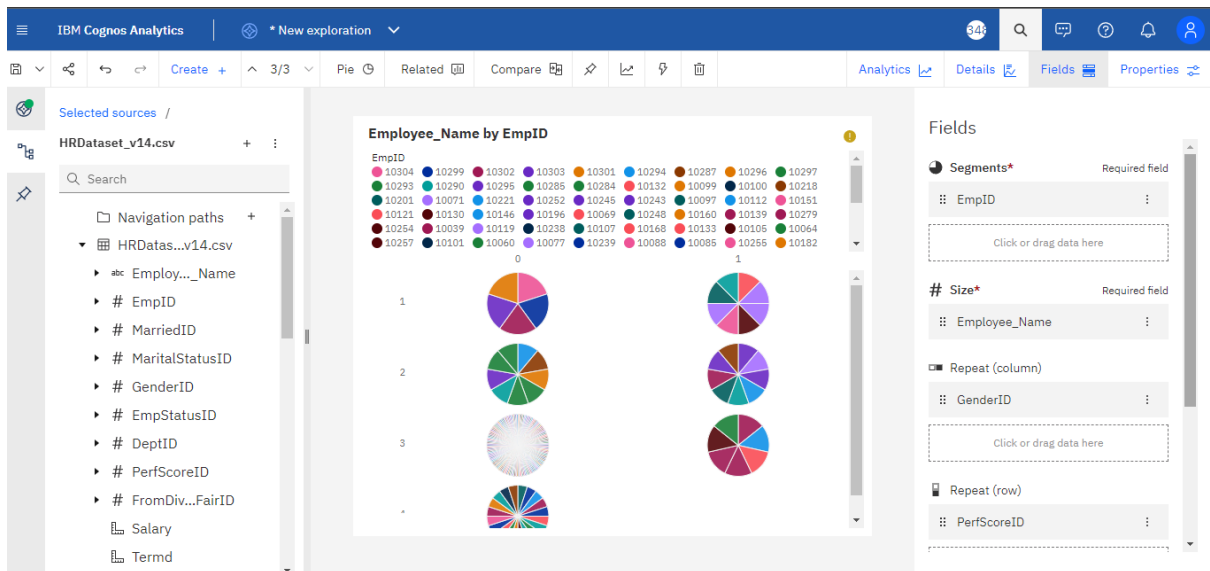 IBM Cognos Analytics
* New exploration
348
Create +
3/3
Pie
Related
Compare
Analytics
Details
Fields
Properties
Selected sources /
HRDataset_v14.csv
Search
Navigation paths
HRDatas...v14.csv
abc Employ..._Name
# EmpID
# MarriedID
# MaritalStatusID
# GenderID
# EmpStatusID
# DeptID
# PerfScoreID
# FromDiv...FairID
Salary
Termd
Employee_Name by EmpID
EmpID
10304 10299 10302 10303 10301 10294 10287 10296 10297
10293 10290 10295 10285 10284 10132 10099 10100 10218
10201 10071 10221 10252 10245 10243 10097 10112 10151
10121 10130 10146 10196 10069 10248 10160 10139 10279
10254 10039 10119 10238 10107 10168 10133 10105 10064
10257 10101 10060 10077 10239 10088 10085 10255 10182
0 1
1
2
3
Fields
Segments* Required field
EmpID
Click or drag data here
# Size* Required field
Employee_Name
Repeat (column)
GenderID
Click or drag data here
Repeat (row)
PerfScoreID